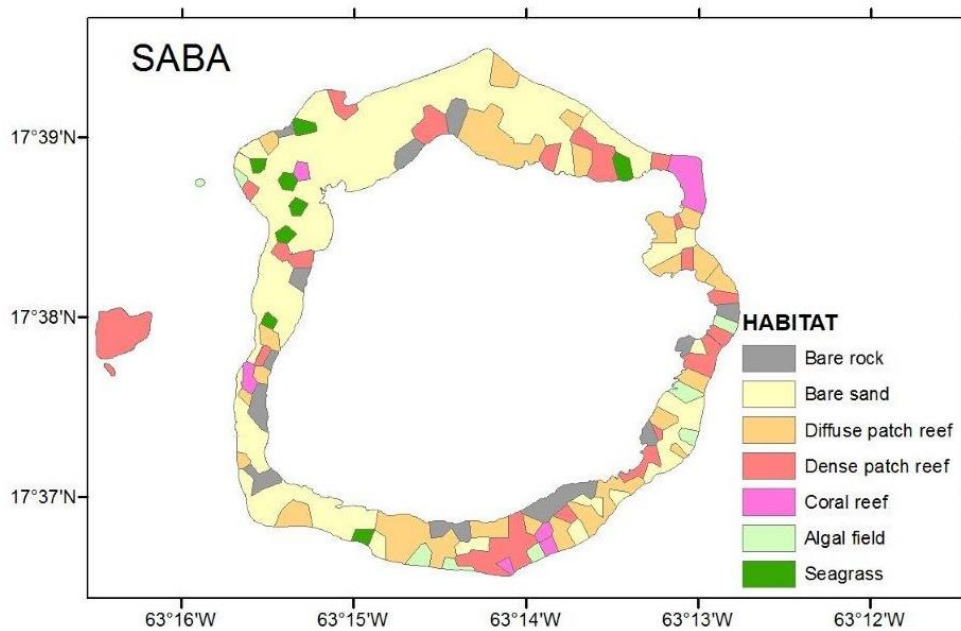 SABA
17°39'N
17°38'N
17°37'N
HABITAT
Bare rock
Bare sand
Diffuse patch reef
Dense patch reef
Coral reef
Algal field
Seagrass
63°16'W
63°15'W
63°14'W
63°13'W
63°12'W